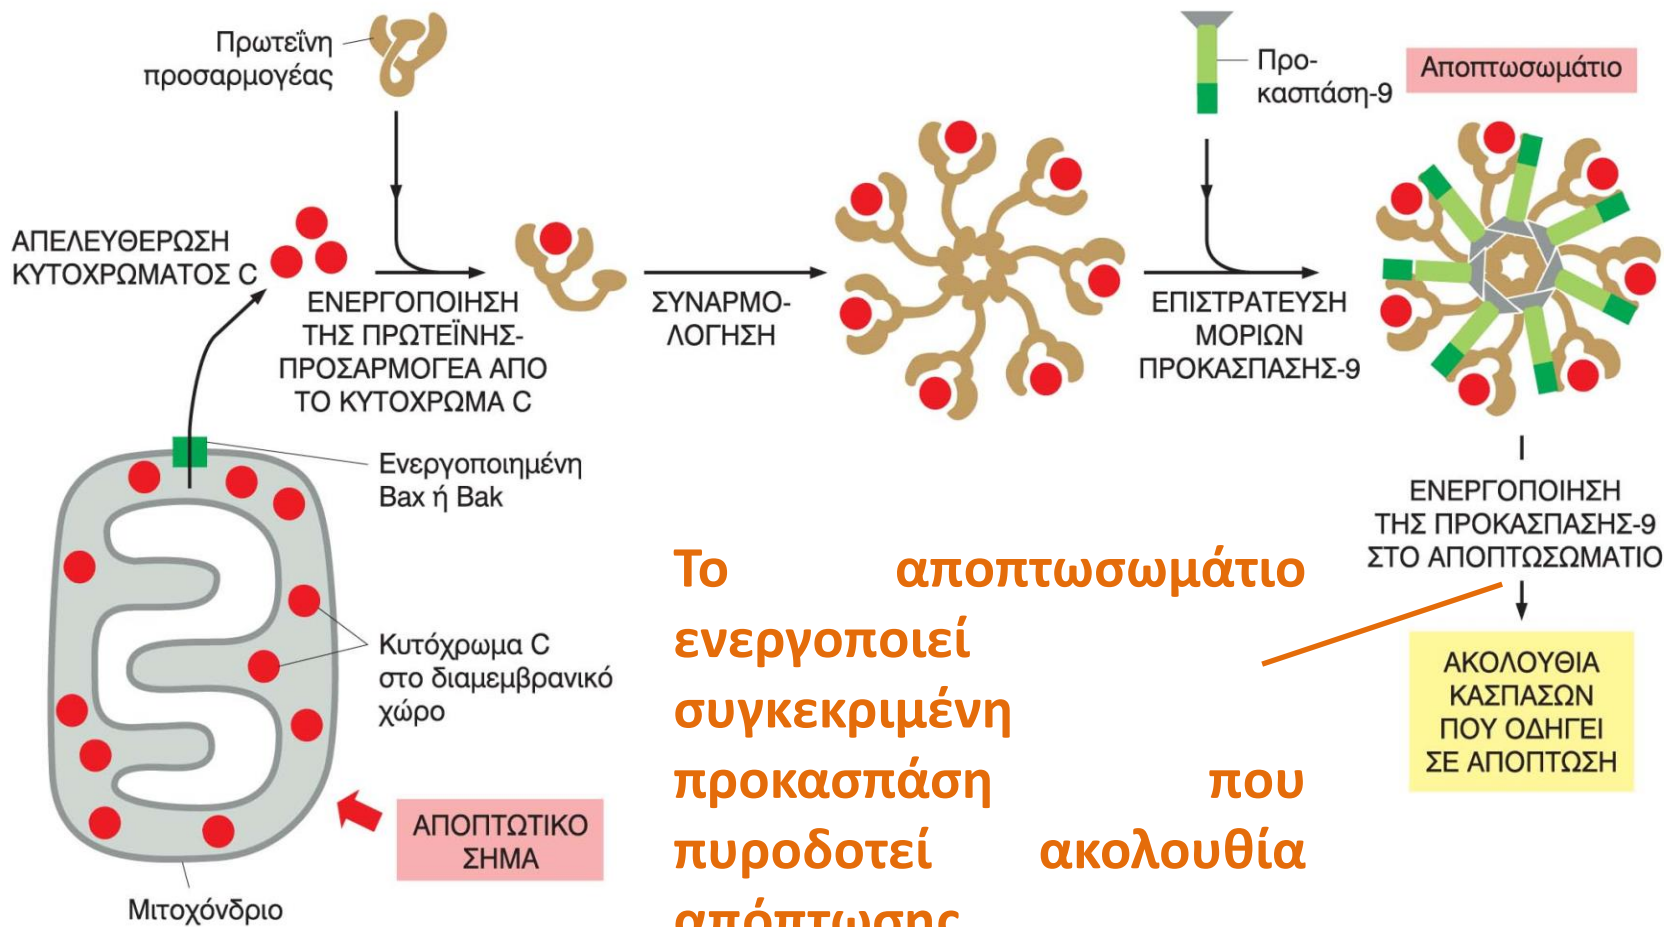 Πρωτεΐνη
προσαρμογέας
Προ-
κασπάση-9
Αποπτωσωμάτιο
ΑΠΕΛΕΥΘΕΡΩΣΗ
ΚΥΤΟΧΡΩΜΑΤΟΣ C
ΕΝΕΡΓΟΠΟΙΗΣΗ
ΤΗΣ ΠΡΩΤΕΪΝΗΣ-
ΠΡΟΣΑΡΜΟΓΕΑ ΑΠΟ
ΤΟ ΚΥΤΟΧΡΩΜΑ C
ΣΥΝΑΡΜΟ-
ΛΟΓΗΣΗ
ΕΠΙΣΤΡΑΤΕΥΣΗ
ΜΟΡΙΩΝ
ΠΡΟΚΑΣΠΑΣΗΣ-9
Ενεργοποιημένη
Bax ή Bak
Κυτόχρωμα C
στο διαμεμβρανικό
χώρο
ΑΠΟΠΤΩΤΙΚΟ
ΣΗΜΑ
Μιτοχόνδριο
Το αποπτωσωμάτιο
ενεργοποιεί
συγκεκριμένη
προκασπάση που
πυροδοτεί ακολουθία
απόπτωσης
ΕΝΕΡΓΟΠΟΙΗΣΗ
ΤΗΣ ΠΡΟΚΑΣΠΑΣΗΣ-9
ΣΤΟ ΑΠΟΠΤΩΣΩΜΑΤΙΟ
ΑΚΟΛΟΥΘΙΑ
ΚΑΣΠΑΣΩΝ
ΠΟΥ ΟΔΗΓΕΙ
ΣΕ ΑΠΟΠΤΩΣΗ